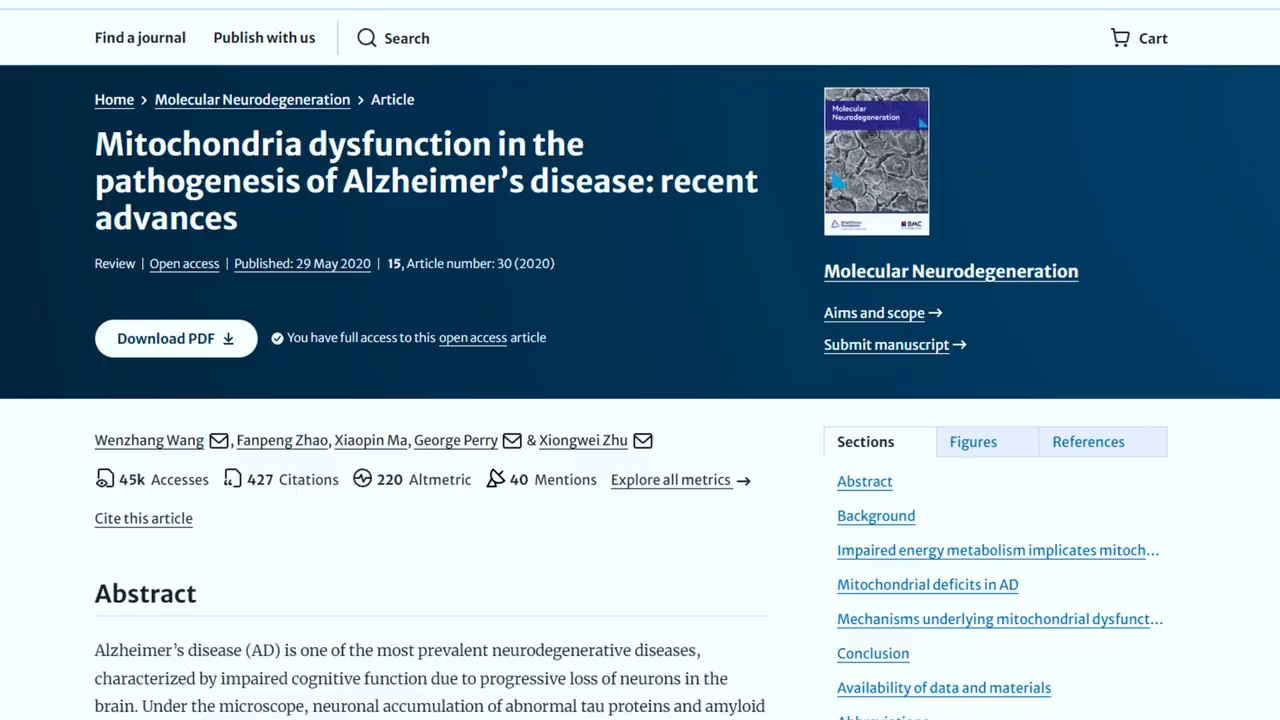 Find a journal Publish with us Search Cart
Home > Molecular Neurodegeneration > Article
Mitochondria dysfunction in the
pathogenesis of Alzheimer’s disease: recent
advances
Review | Open access | Published: 29 May 2020 | 15, Article number: 30 (2020)
Download PDF You have full access to this open access article
Molecular
Neurodegeneration
BMC
Molecular Neurodegeneration
Aims and scope →
Submit manuscript →
Wenzhang Wang, Fanpeng Zhao, Xiaopin Ma, George Perry & Xiongwei Zhu
45k Accesses 427 Citations 220 Altmetric 40 Mentions Explore all metrics →
Cite this article
Abstract
Alzheimer’s disease (AD) is one of the most prevalent neurodegenerative diseases,
characterized by impaired cognitive function due to progressive loss of neurons in the
brain. Under the microscope, neuronal accumulation of abnormal tau proteins and amyloid
Sections Figures References
Abstract
Background
Impaired energy metabolism implicates mitoch…
Mitochondrial deficits in AD
Mechanisms underlying mitochondrial dysfunct…
Conclusion
Availability of data and materials
Abbreviations